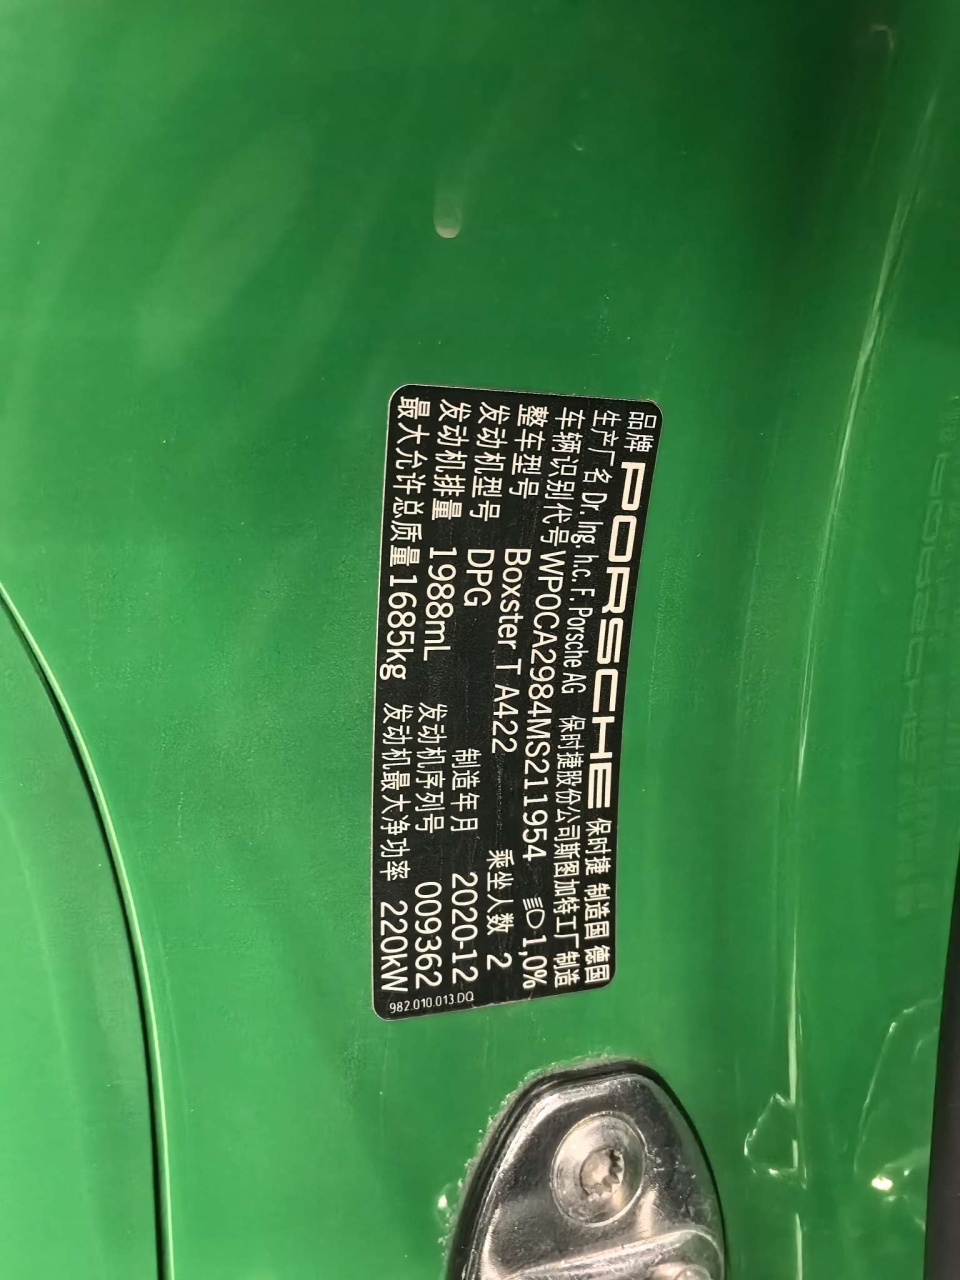 品牌 PORSCHE 保时捷 制造国 德国
生产厂名 Dr. Ing. h.c. F. Porsche AG 保时捷股份公司斯图加特工厂制造
车辆识别代号 WP0CA2984MS211954 1,0%
整车型号 Boxster T A422 乘坐人数 2
发动机型号 DPG 制造年月 2020-12
发动机排量 1988mL 发动机序列号 009362
最大允许总质量 1685kg 发动机最大净功率 220kW
982.010.013.DQ